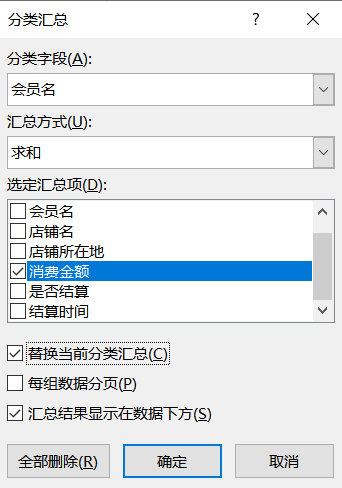 分类汇总
?
分类字段(A):
会员名
汇总方式(U):
求和
选定汇总项(D):
会员名
店铺名
店铺所在地
消费金额
是否结算
结算时间
替换当前分类汇总(C)
每组数据分页(P)
汇总结果显示在数据下方(S)
全部删除(R) 确定 取消